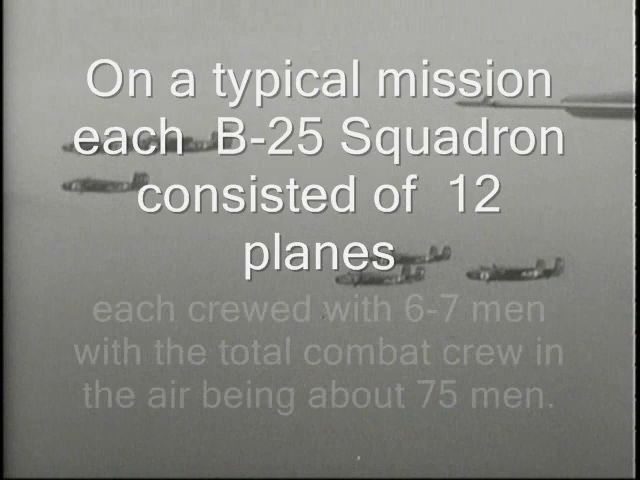 On a typical mission
each B-25 Squadron
consisted of 12
planes
each crewed with 6-7 men
with the total combat crew in
the air being about 75 men.